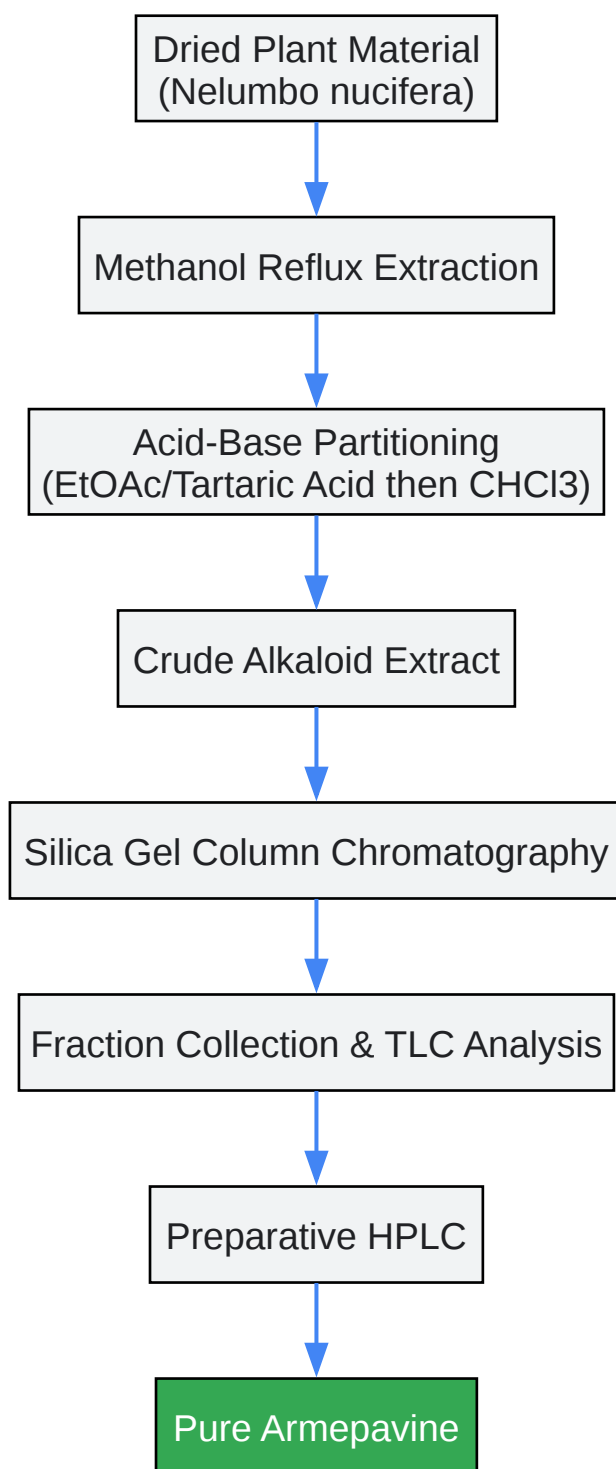 Dried Plant Material
(Nelumbo nucifera)
Methanol Reflux Extraction
Acid-Base Partitioning
(EtOAc/Tartaric Acid then CHCl3)
Crude Alkaloid Extract
Silica Gel Column Chromatography
Fraction Collection & TLC Analysis
Preparative HPLC
Pure Armepavine